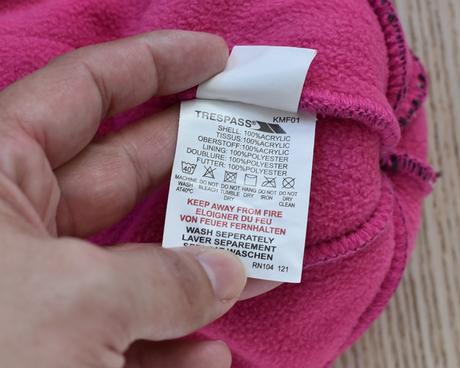 TRESPASS® KMF01
SHELL: 100%ACRYLIC
TISSUS: 100%ACRYLIC
OBERSTOFF: 100%ACRYLIC
LINING: 100%POLYESTER
DOUBLURE: 100%POLYESTER
FUTTER: 100%POLYESTER
40°
MACHINE WASH AT40°C
DO NOT BLEACH
DO NOT TUMBLE DRY
HANG DRY
DO NOT IRON
DO NOT DRY CLEAN
KEEP AWAY FROM FIRE
ELOIGNER DU FEU
VON FEUER FERNHALTEN
WASH SEPERATELY
LAVER SEPAREMENT
WASCHEN
RN104 121